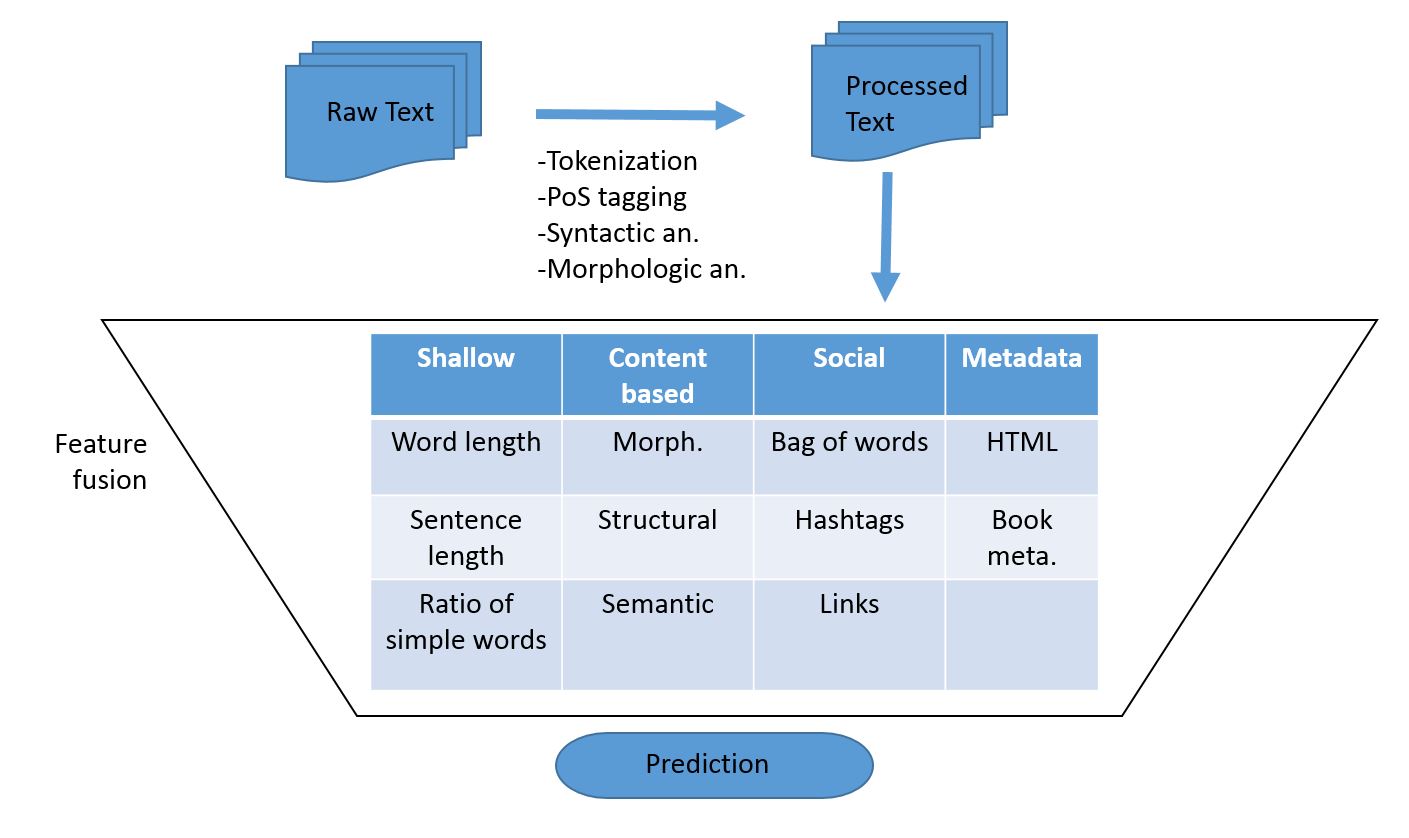 Raw Text
Processed
Text
-Tokenization
-PoS tagging
-Syntactic an.
-Morphologic an.
Feature
fusion
Shallow
Content
based
Social
Metadata
Word length
Morph.
Bag of words
HTML
Sentence
length
Structural
Hashtags
Book
meta.
Ratio of
simple words
Semantic
Links
Prediction